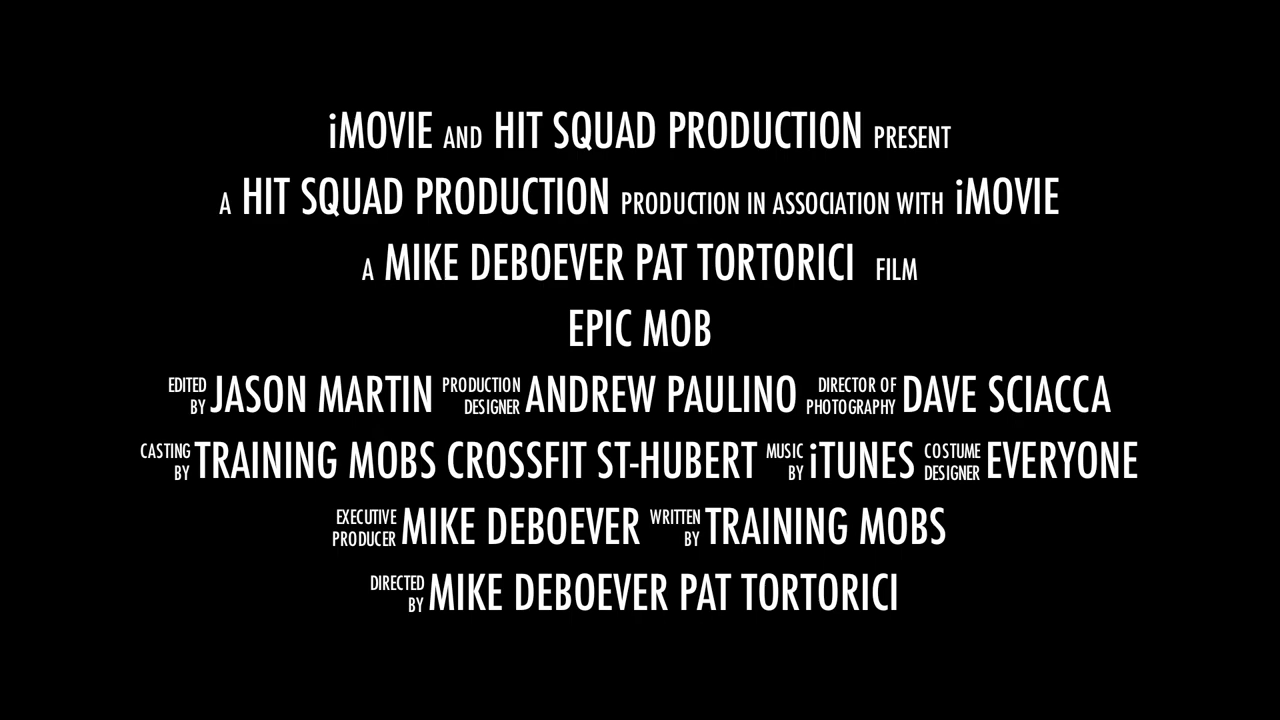 iMOVIE AND HIT SQUAD PRODUCTION PRESENT
A HIT SQUAD PRODUCTION PRODUCTION IN ASSOCIATION WITH iMOVIE
A MIKE DEBOEVER PAT TORTORICI FILM
EPIC MOB
EDITED BY JASON MARTIN PRODUCTION DESIGNER ANDREW PAULINO DIRECTOR OF PHOTOGRAPHY DAVE SCIACCA
CASTING BY TRAINING MOBS CROSSFIT ST-HUBERT MUSIC BY iTUNES COSTUME DESIGNER EVERYONE
EXECUTIVE PRODUCER MIKE DEBOEVER WRITTEN BY TRAINING MOBS
DIRECTED BY MIKE DEBOEVER PAT TORTORICI